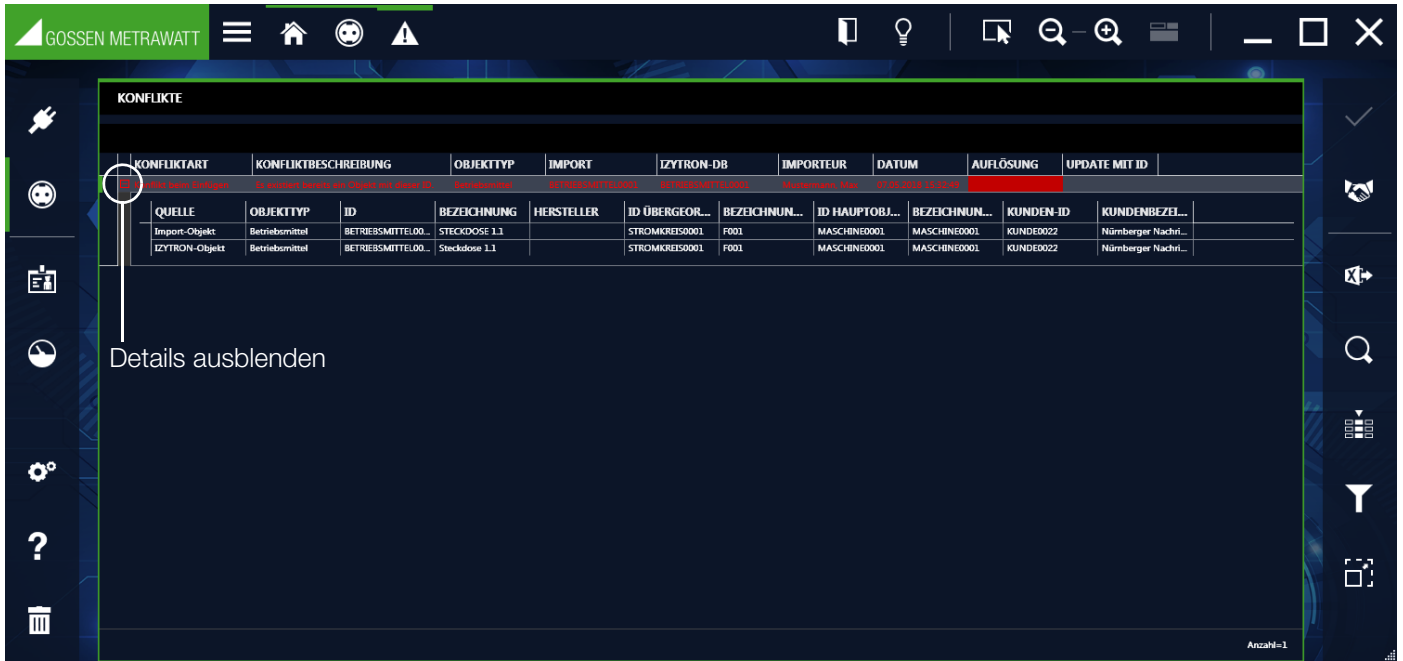 GOSSEN METRAWATT
KONFLIKTE
KONFLIKTART KONFLIKTBESCHREIBUNG OBJEKTTYP IMPORT IZYTRON-DB IMPORTEUR DATUM AUFLÖSUNG UPDATE MIT ID
QUELLE OBJEKTTYP ID BEZEICHNUNG HERSTELLER ID ÜBERGEOR... BEZEICHNUN... ID HAUPTOBJ... BEZEICHNUN... KUNDEN-ID KUNDENBEZEI...
Import-Objekt Betriebsmittel BETRIEBSMITTEL00... STECKDOSE 1.1 STROMKREIS0001 F001 MASCHINE0001 MASCHINE0001 KUNDE0022 Nürnberger Nachri...
IZYTRON-Objekt Betriebsmittel BETRIEBSMITTEL00... Steckdose 1.1 STROMKREIS0001 F001 MASCHINE0001 MASCHINE0001 KUNDE0022 Nürnberger Nachri...
Details ausblenden
?
Anzahl=1